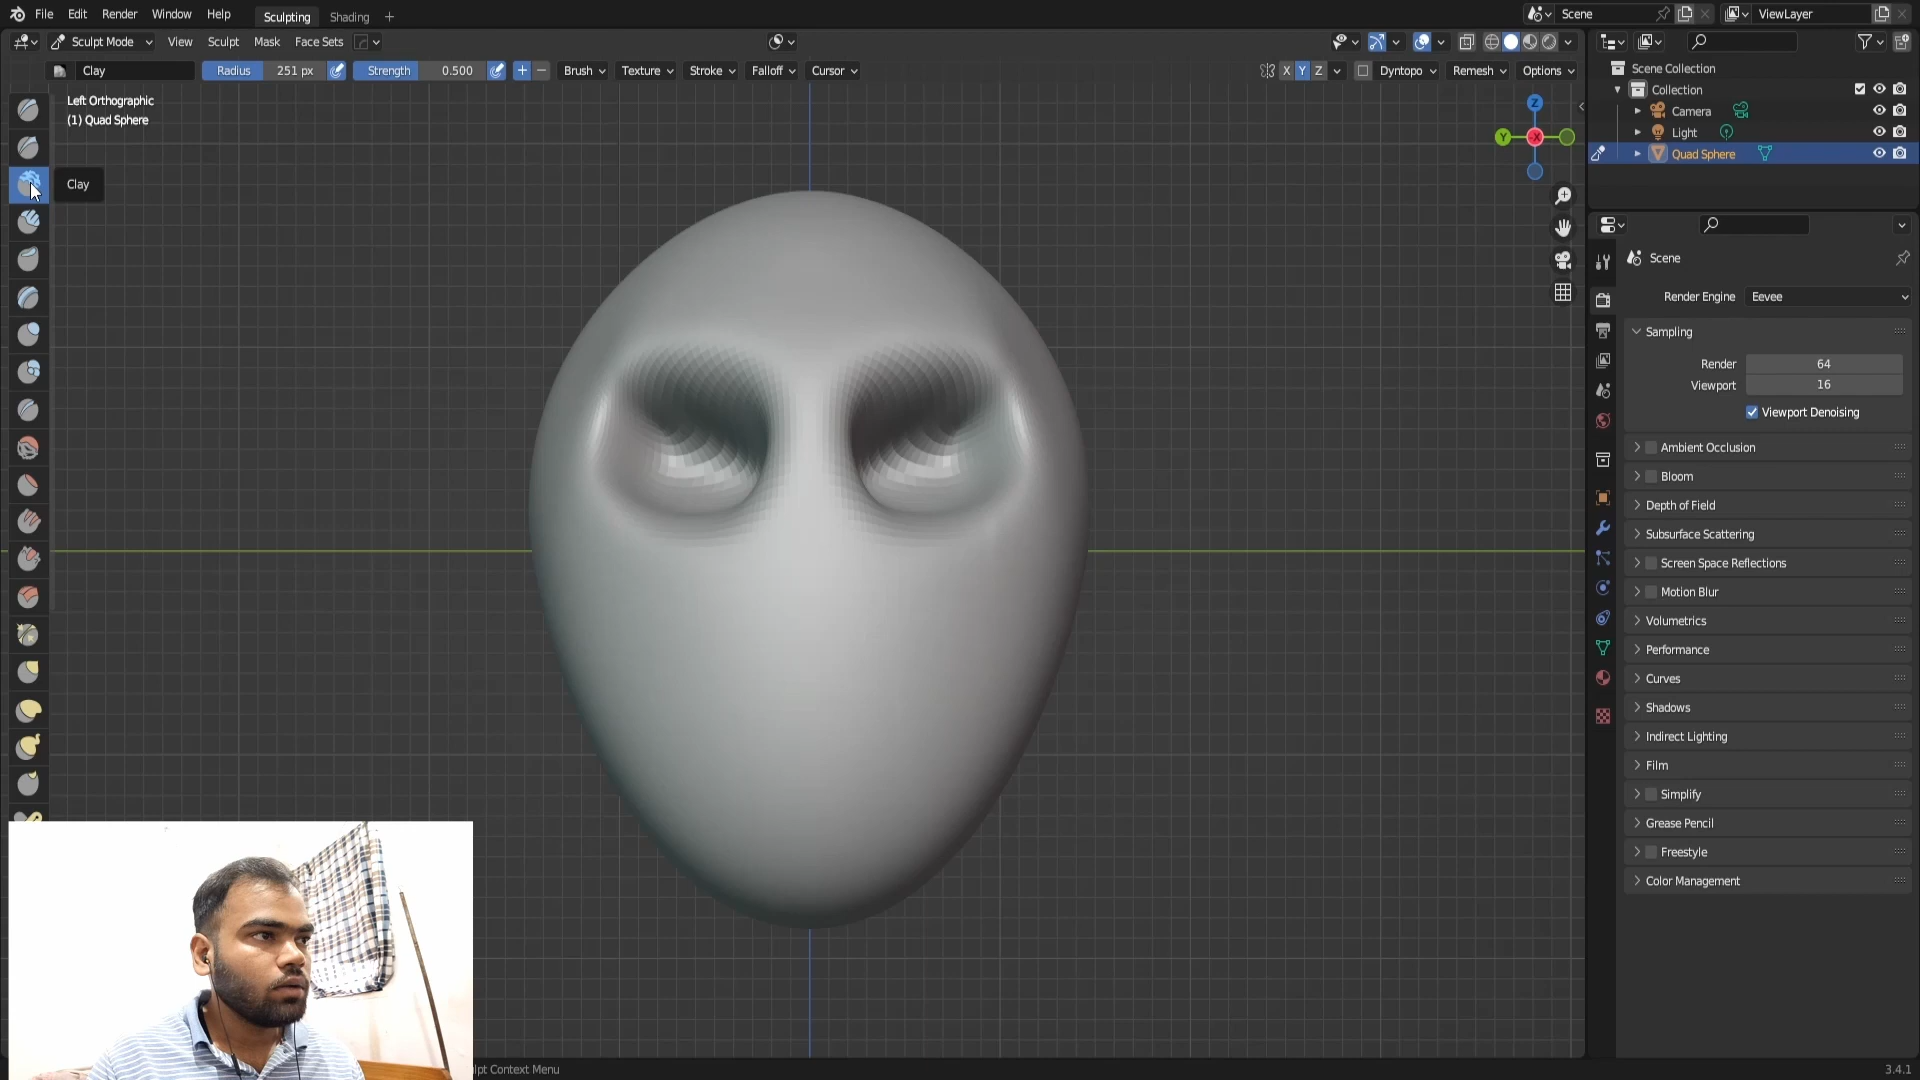 File Edit Render Window Help Sculpting Shading + Scene ViewLayer
Sculpt Mode View Sculpt Mask Face Sets
Clay Radius 251 px Strength 0.500 + − Brush Texture Stroke Falloff Cursor X Y Z Dyntopo Remesh Options
Left Orthographic
(1) Quad Sphere
Clay
Z
Y
-X
Scene Collection
Collection
Camera
Light
Quad Sphere
Scene
Render Engine Eevee
Sampling
Render 64
Viewport 16
Viewport Denoising
Ambient Occlusion
Bloom
Depth of Field
Subsurface Scattering
Screen Space Reflections
Motion Blur
Volumetrics
Performance
Curves
Shadows
Indirect Lighting
Film
Simplify
Grease Pencil
Freestyle
Color Management
Context Menu
3.4.1